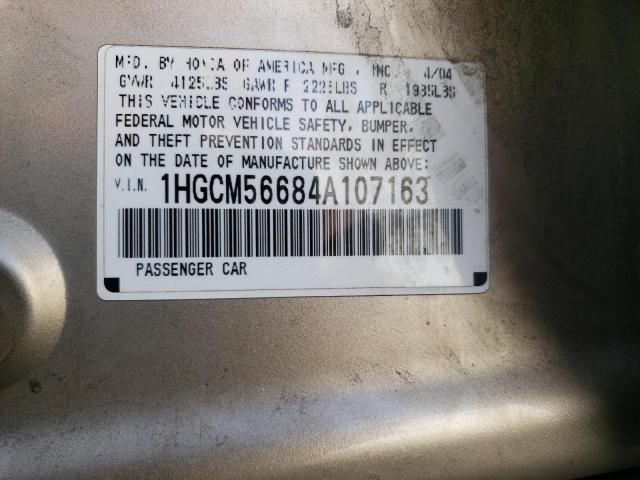 MFD. BY HONDA OF AMERICA MFG., INC. 4/04
GVWR 4125LBS GAWR F 2221LBS R 1935LBS
THIS VEHICLE CONFORMS TO ALL APPLICABLE
FEDERAL MOTOR VEHICLE SAFETY, BUMPER,
AND THEFT PREVENTION STANDARDS IN EFFECT
ON THE DATE OF MANUFACTURE SHOWN ABOVE:
V.I.N. 1HGCM56684A107163
PASSENGER CAR